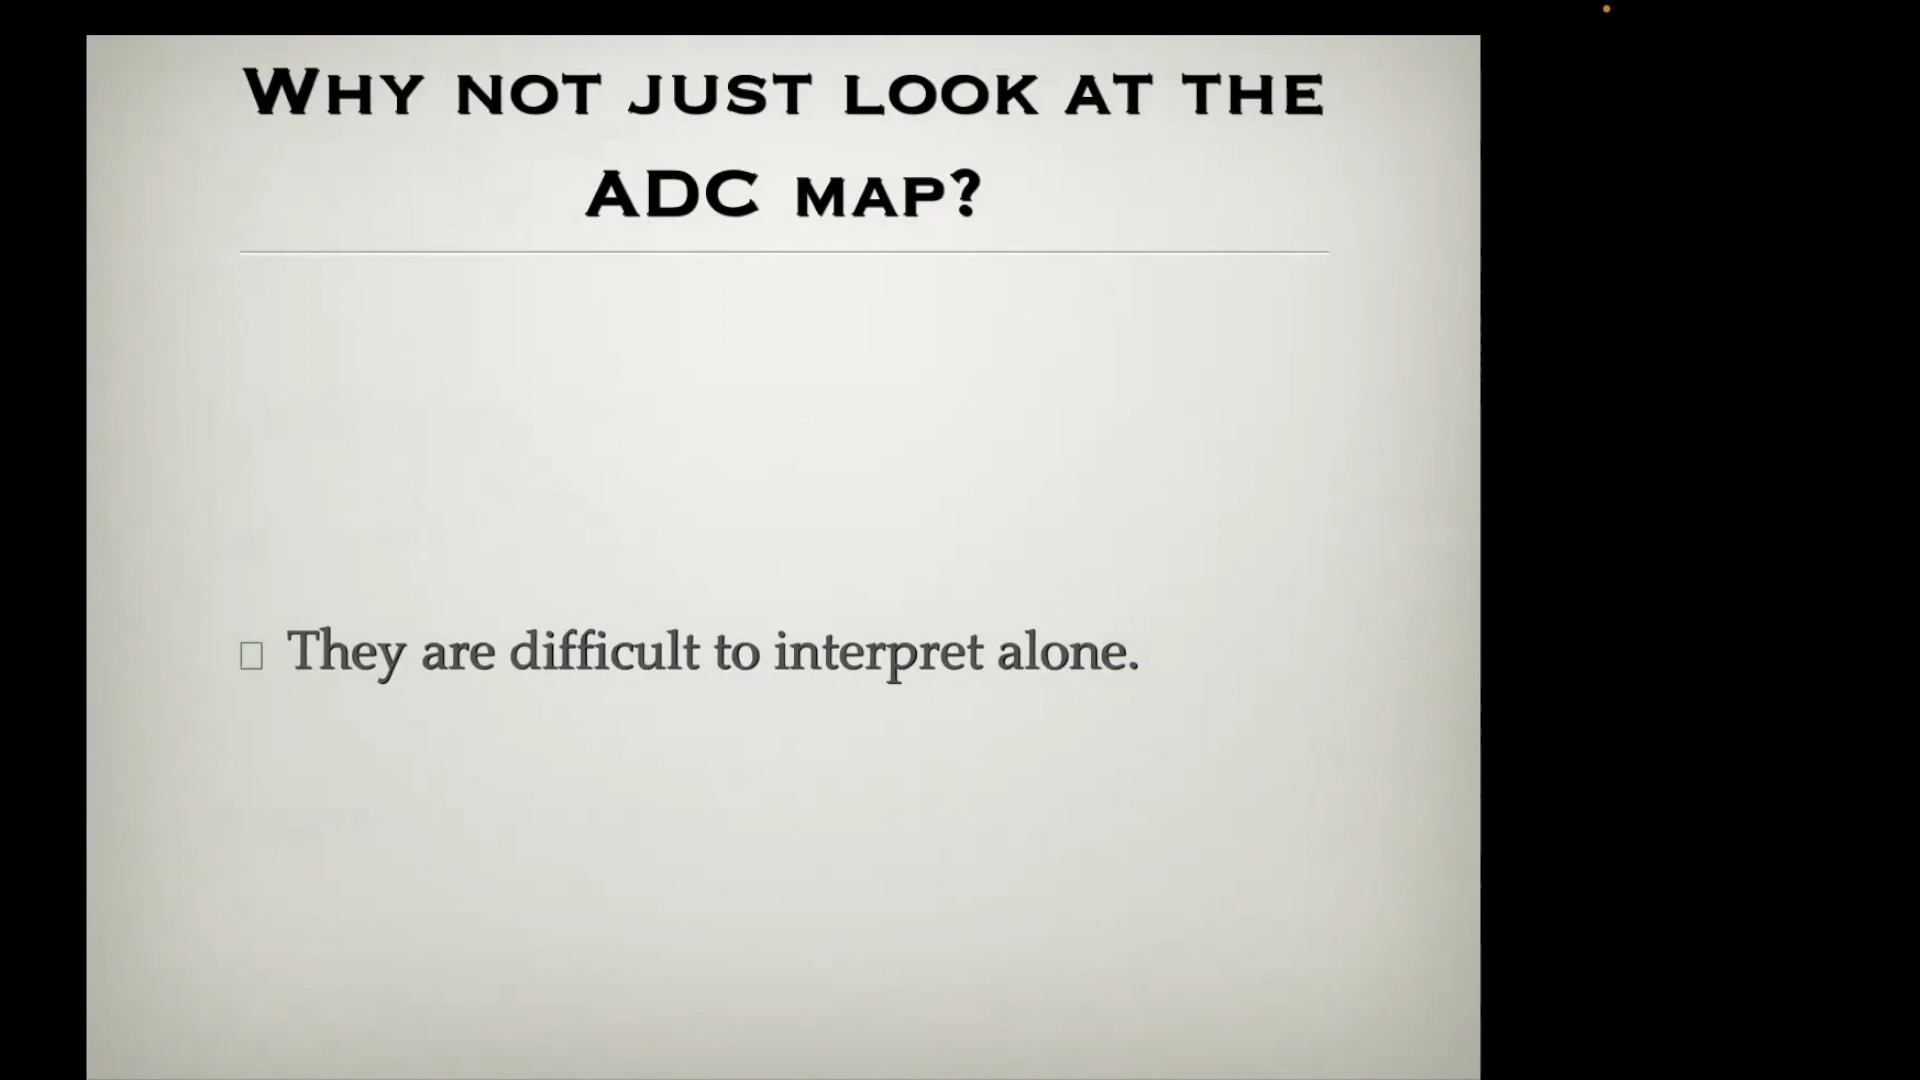 Why not just look at the
ADC map?
They are difficult to interpret alone.